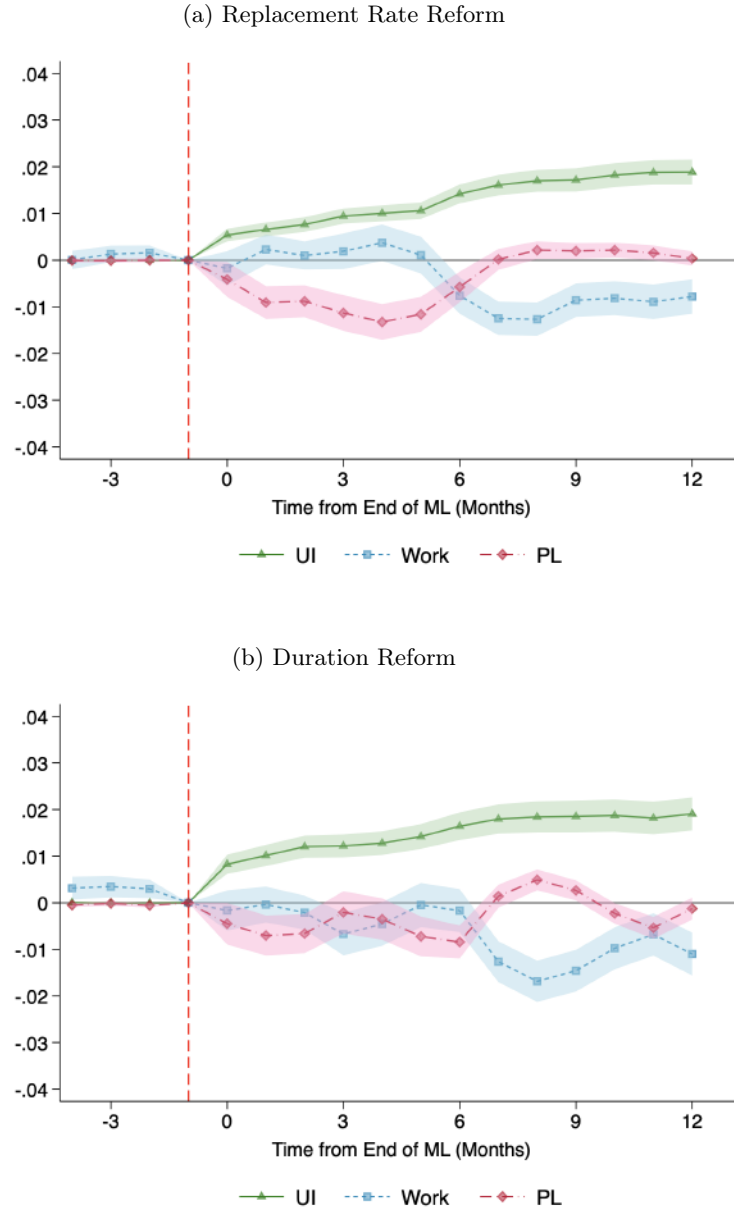 (a) Replacement Rate Reform
.04
.03
.02
.01
0
-.01
-.02
-.03
-.04
-3 0 3 6 9 12
Time from End of ML (Months)
UI Work PL
(b) Duration Reform
.04
.03
.02
.01
0
-.01
-.02
-.03
-.04
-3 0 3 6 9 12
Time from End of ML (Months)
UI Work PL